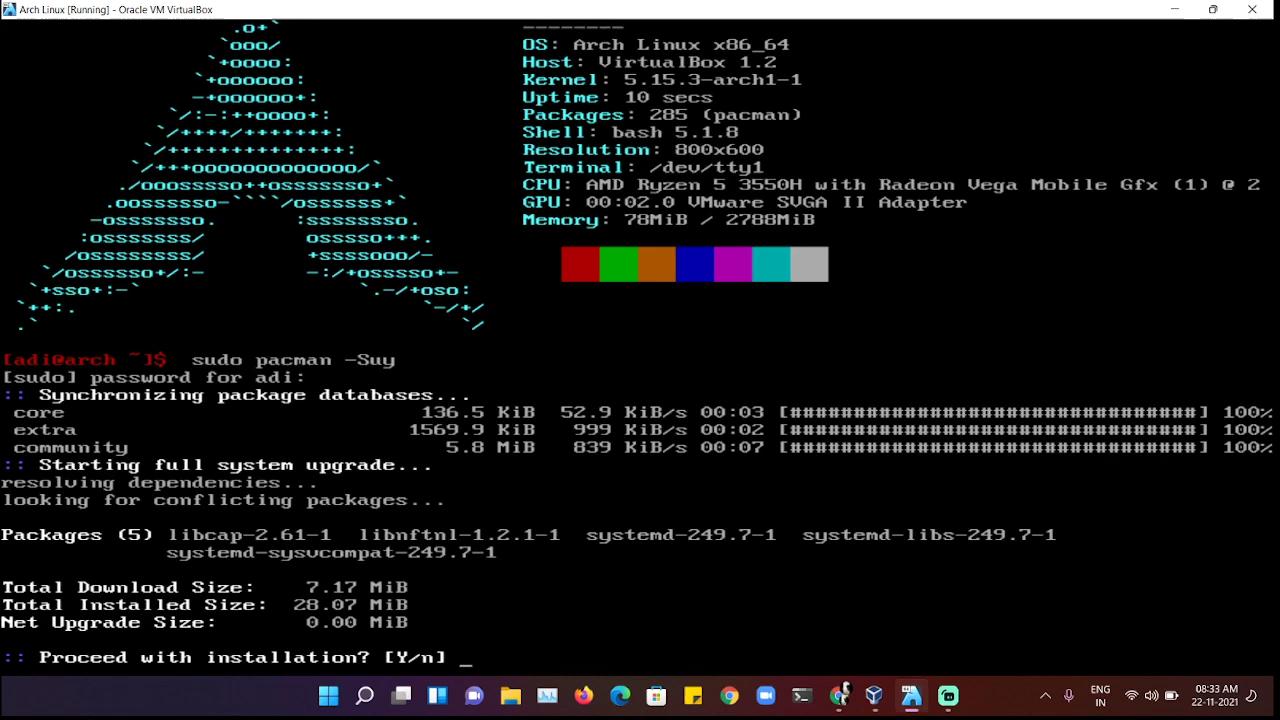 Arch Linux [Running] - Oracle VM VirtualBox
--------
OS: Arch Linux x86_64
Host: VirtualBox 1.2
Kernel: 5.15.3-arch1-1
Uptime: 10 secs
Packages: 285 (pacman)
Shell: bash 5.1.8
Resolution: 800x600
Terminal: /dev/tty1
CPU: AMD Ryzen 5 3550H with Radeon Vega Mobile Gfx (1) @ 2
GPU: 00:02.0 VMware SVGA II Adapter
Memory: 78MiB / 2788MiB
[adi@arch ~]$ sudo pacman -Suy
[sudo] password for adi:
:: Synchronizing package databases...
core 136.5 KiB 52.9 KiB/s 00:03 [################################] 100%
extra 1569.9 KiB 999 KiB/s 00:02 [################################] 100%
community 5.8 MiB 839 KiB/s 00:07 [################################] 100%
:: Starting full system upgrade...
resolving dependencies...
looking for conflicting packages...
Packages (5) libcap-2.61-1 libnftnl-1.2.1-1 systemd-249.7-1 systemd-libs-249.7-1
systemd-sysvcompat-249.7-1
Total Download Size: 7.17 MiB
Total Installed Size: 28.07 MiB
Net Upgrade Size: 0.00 MiB
:: Proceed with installation? [Y/n] _
ENG
IN
08:33 AM
22-11-2021